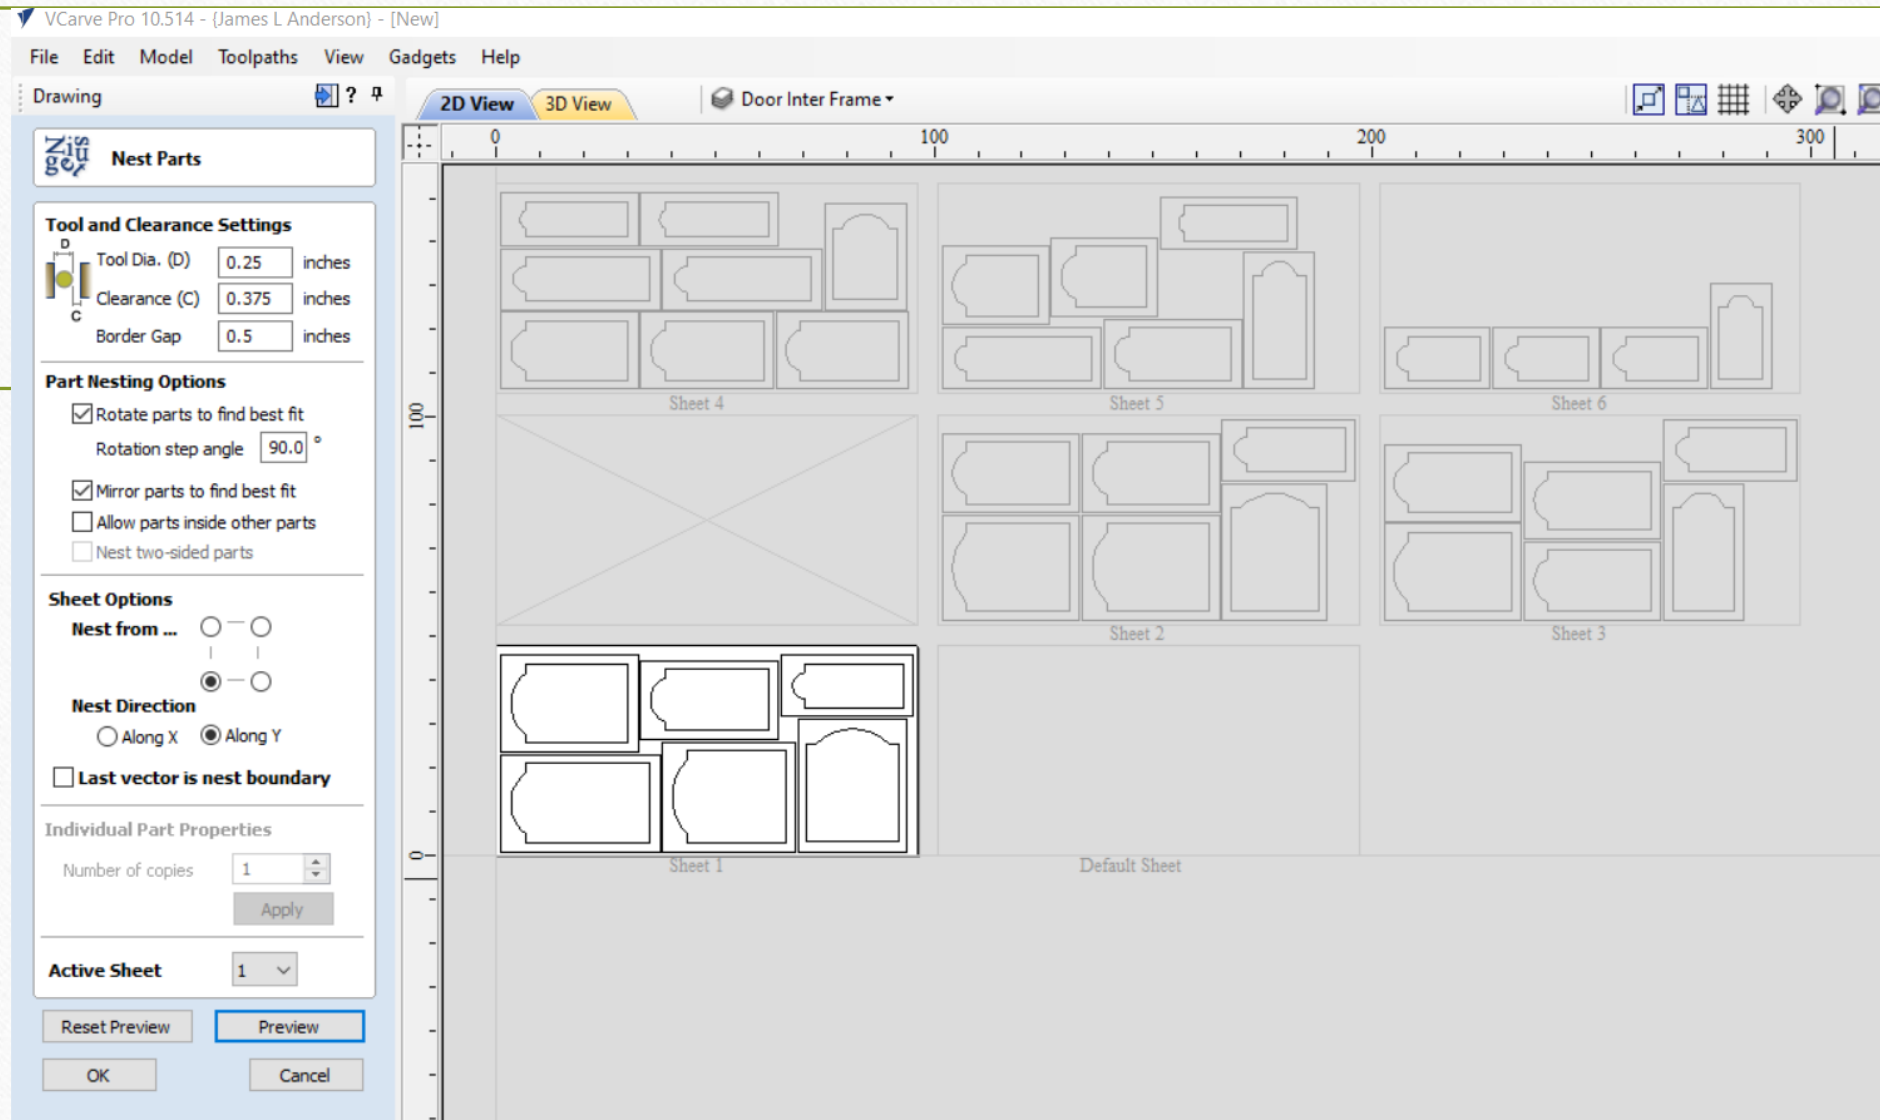 VCarve Pro 10.514 - {James L Anderson} - [New]
File Edit Model Toolpaths View Gadgets Help
Drawing ?
2D View 3D View Door Inter Frame
0 100 200 300
Nest Parts
Tool and Clearance Settings
D
Tool Dia. (D) 0.25 inches
Clearance (C) 0.375 inches
C
Border Gap 0.5 inches
Part Nesting Options
Rotate parts to find best fit
Rotation step angle 90.0 °
Mirror parts to find best fit
Allow parts inside other parts
Nest two-sided parts
Sheet Options
Nest from ...
Nest Direction
Along X Along Y
Last vector is nest boundary
Individual Part Properties
Number of copies 1
Apply
Active Sheet 1
Reset Preview Preview
OK Cancel
Sheet 4 Sheet 5 Sheet 6
100
Sheet 2 Sheet 3
0
Sheet 1 Default Sheet